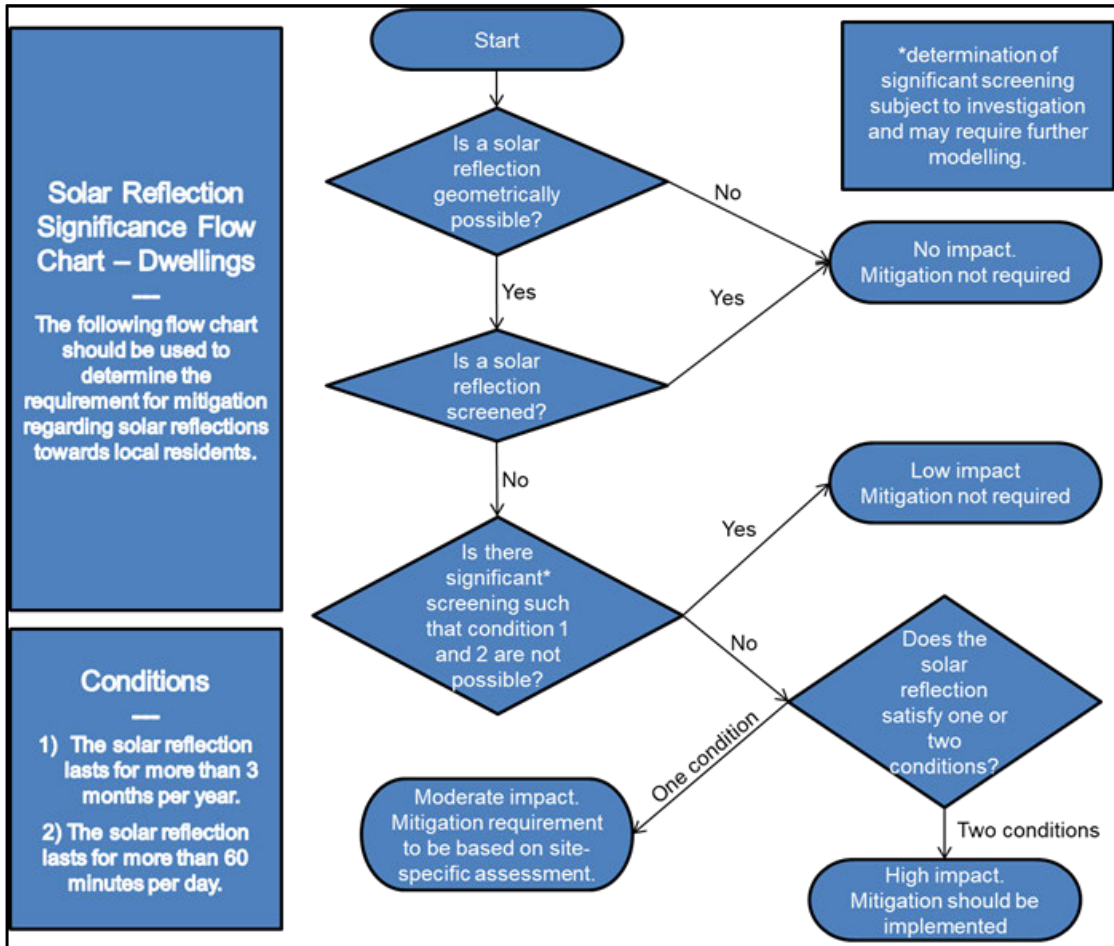 Solar Reflection
Significance Flow
Chart – Dwellings
—
The following flow chart
should be used to
determine the
requirement for mitigation
regarding solar reflections
towards local residents.
Conditions
—
1) The solar reflection
lasts for more than 3
months per year.
2) The solar reflection
lasts for more than 60
minutes per day.
Start
*determination of
significant screening
subject to investigation
and may require further
modelling.
Is a solar
reflection
geometrically
possible?
No
No impact.
Mitigation not required
Yes
Yes
Is a solar
reflection
screened?
No
Low impact
Mitigation not required
Yes
Is there
significant*
screening such
that condition 1
and 2 are not
possible?
No
Does the
solar
reflection
satisfy one or
two
conditions?
One condition
Moderate impact.
Mitigation requirement
to be based on site-
specific assessment.
Two conditions
High impact.
Mitigation should be
implemented